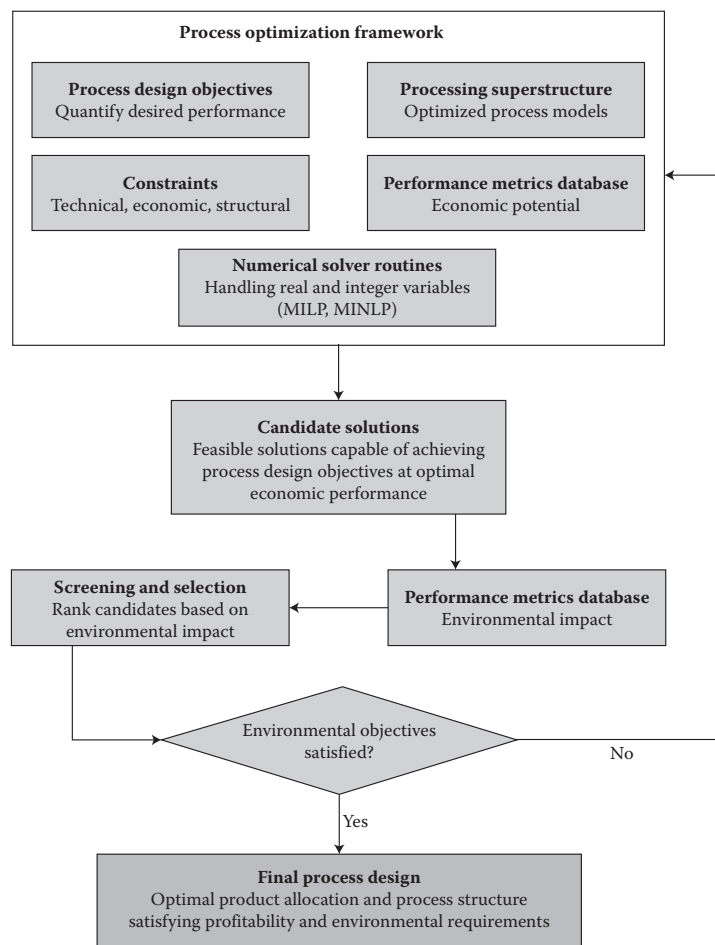 Process optimization framework
Process design objectives
Quantify desired performance
Processing superstructure
Optimized process models
Constraints
Technical, economic, structural
Performance metrics database
Economic potential
Numerical solver routines
Handling real and integer variables
(MILP, MINLP)
Candidate solutions
Feasible solutions capable of achieving
process design objectives at optimal
economic performance
Screening and selection
Rank candidates based on
environmental impact
Performance metrics database
Environmental impact
Environmental objectives
satisfied?
No
Yes
Final process design
Optimal product allocation and process structure
satisfying profitability and environmental requirements